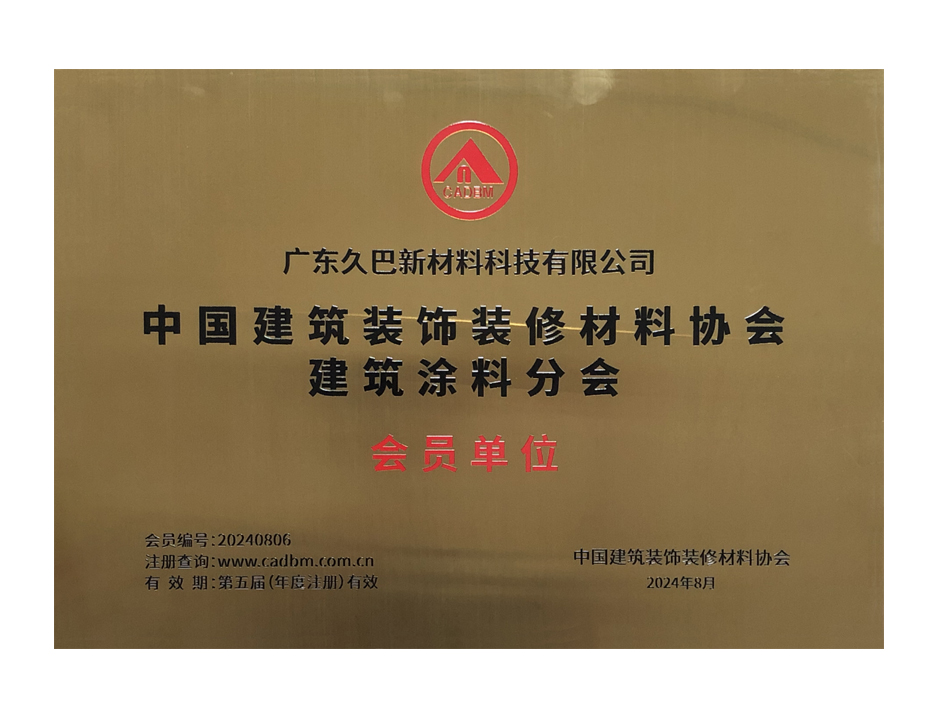 CADBM
广东久巴新材料科技有限公司
中国建筑装饰装修材料协会
建筑涂料分会
会员单位
会员编号:20240806
注册查询:www.cadbm.com.cn
有效期:第五届(年度注册)有效
中国建筑装饰装修材料协会
2024年8月